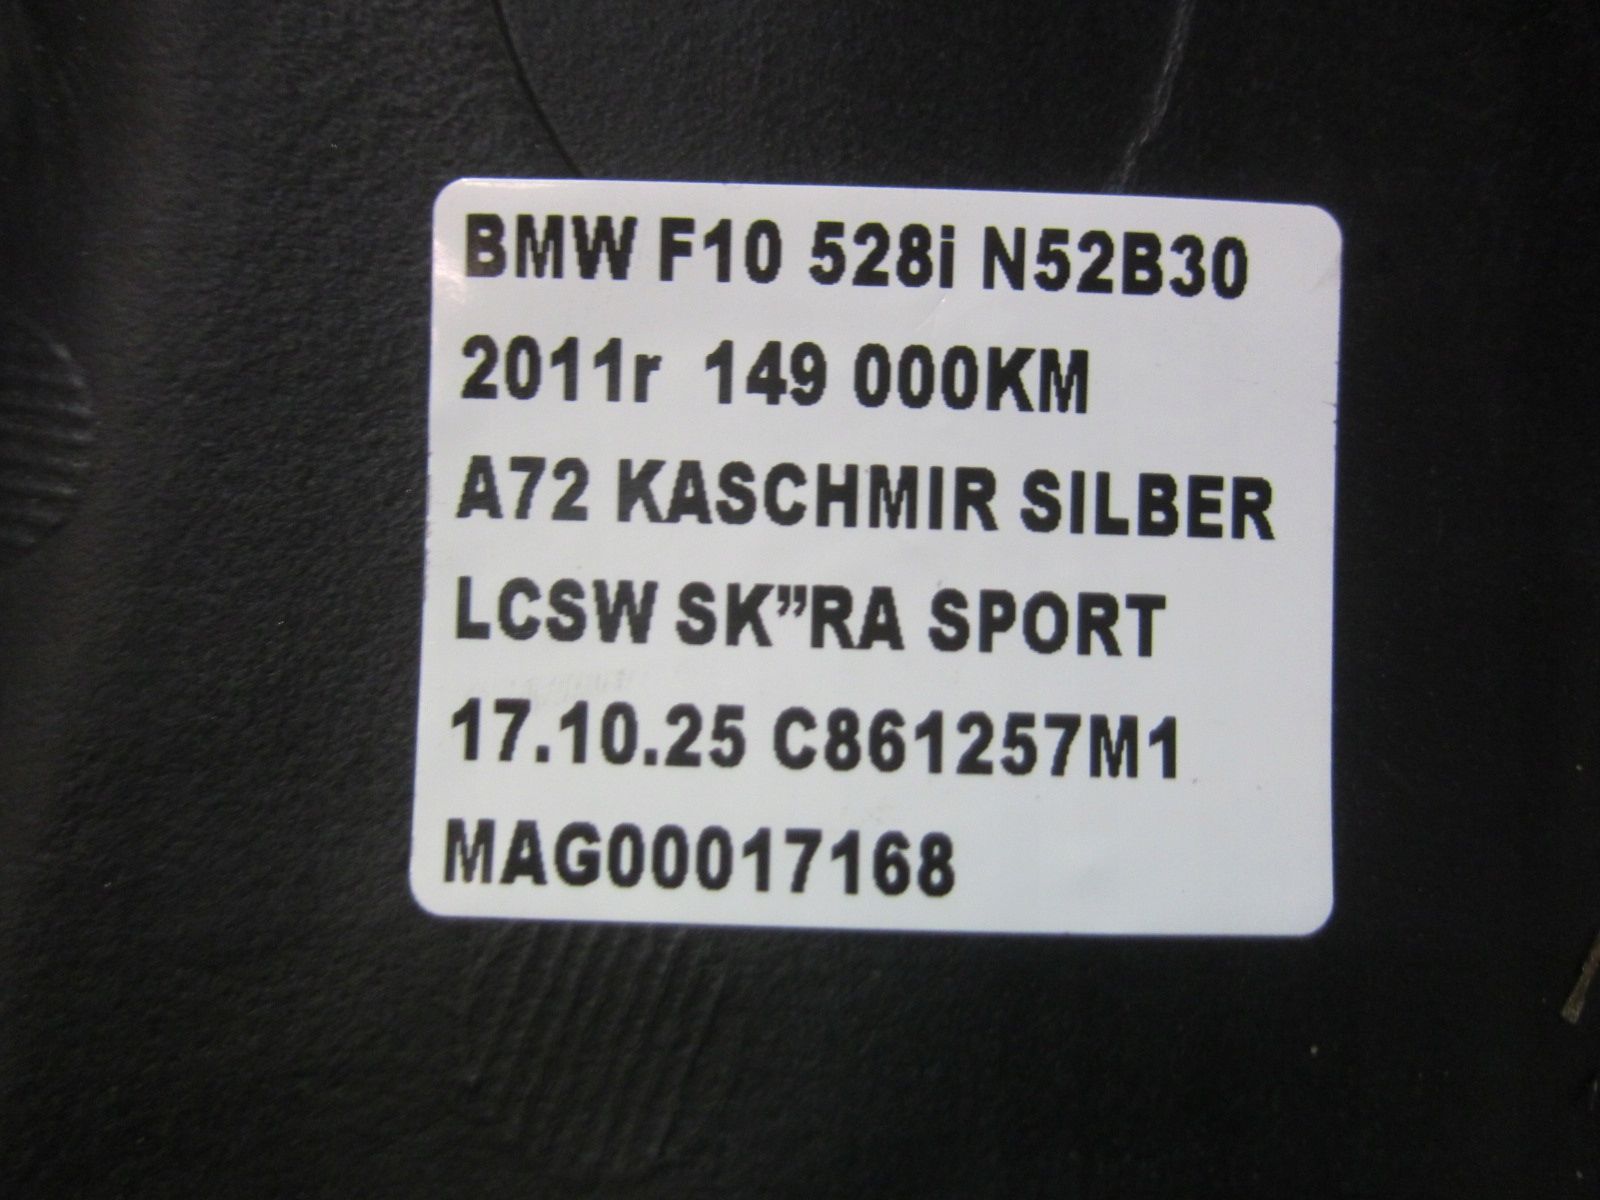 BMW F10 528i N52B30
2011r 149 000KM
A72 KASCHMIR SILBER
LCSW SK”RA SPORT
17.10.25 C861257M1
MAG00017168